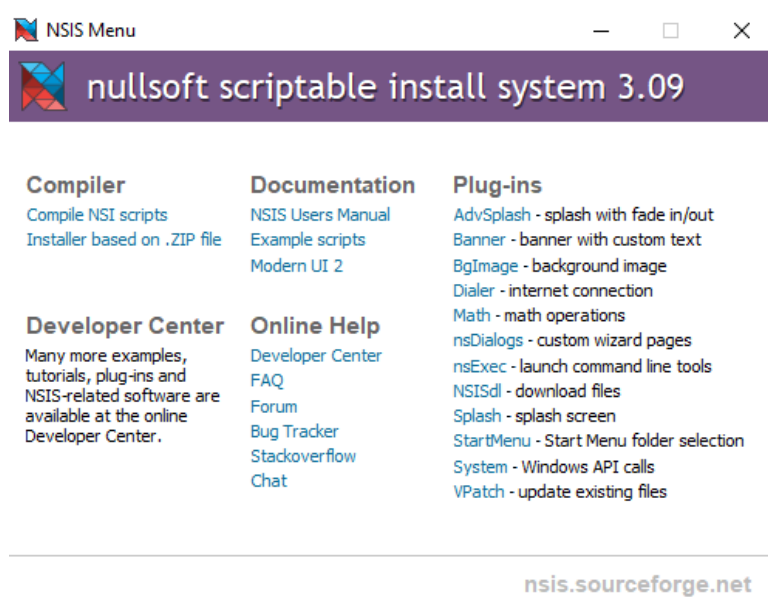 NSIS Menu
nullsoft scriptable install system 3.09
Compiler
Compile NSI scripts
Installer based on .ZIP file
Documentation
NSIS Users Manual
Example scripts
Modern UI 2
Plug-ins
AdvSplash - splash with fade in/out
Banner - banner with custom text
BgImage - background image
Dialer - internet connection
Math - math operations
nsDialogs - custom wizard pages
nsExec - launch command line tools
NSISdl - download files
Splash - splash screen
StartMenu - Start Menu folder selection
System - Windows API calls
VPatch - update existing files
Developer Center
Many more examples,
tutorials, plug-ins and
NSIS-related software are
available at the online
Developer Center.
Online Help
Developer Center
FAQ
Forum
Bug Tracker
Stackoverflow
Chat
nsis.sourceforge.net